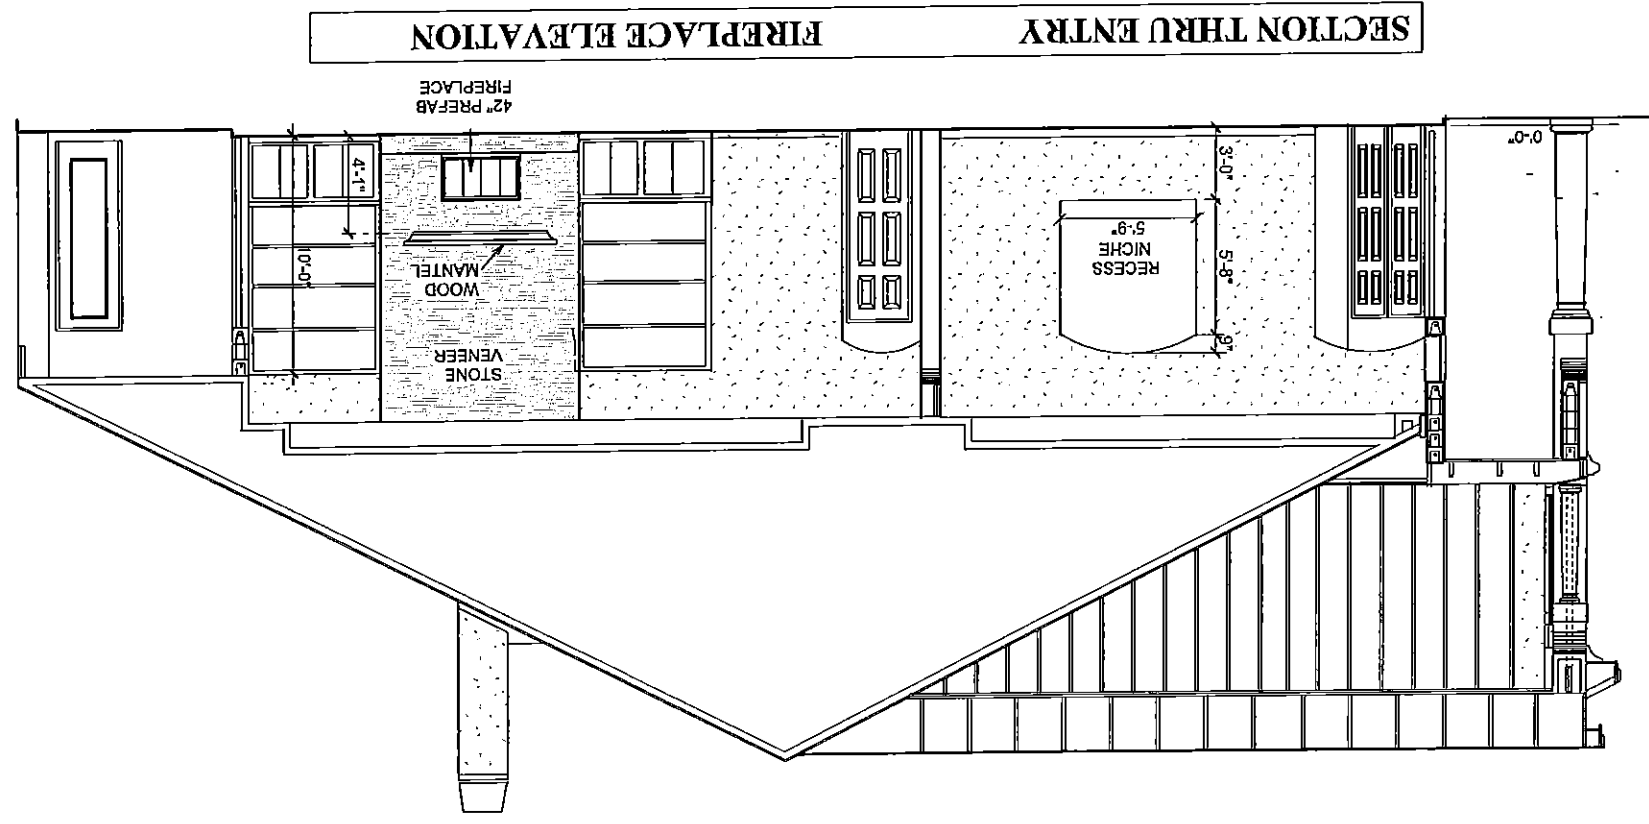 STONE
VENEER
WOOD
MANTEL
10'-0"
4'-1"
42" PREFAB
FIREPLACE
9"
5'-8"
RECESS
NICHE
5'-9"
3'-0"
0'-0"
SECTION THRU ENTRY FIREPLACE ELEVATION